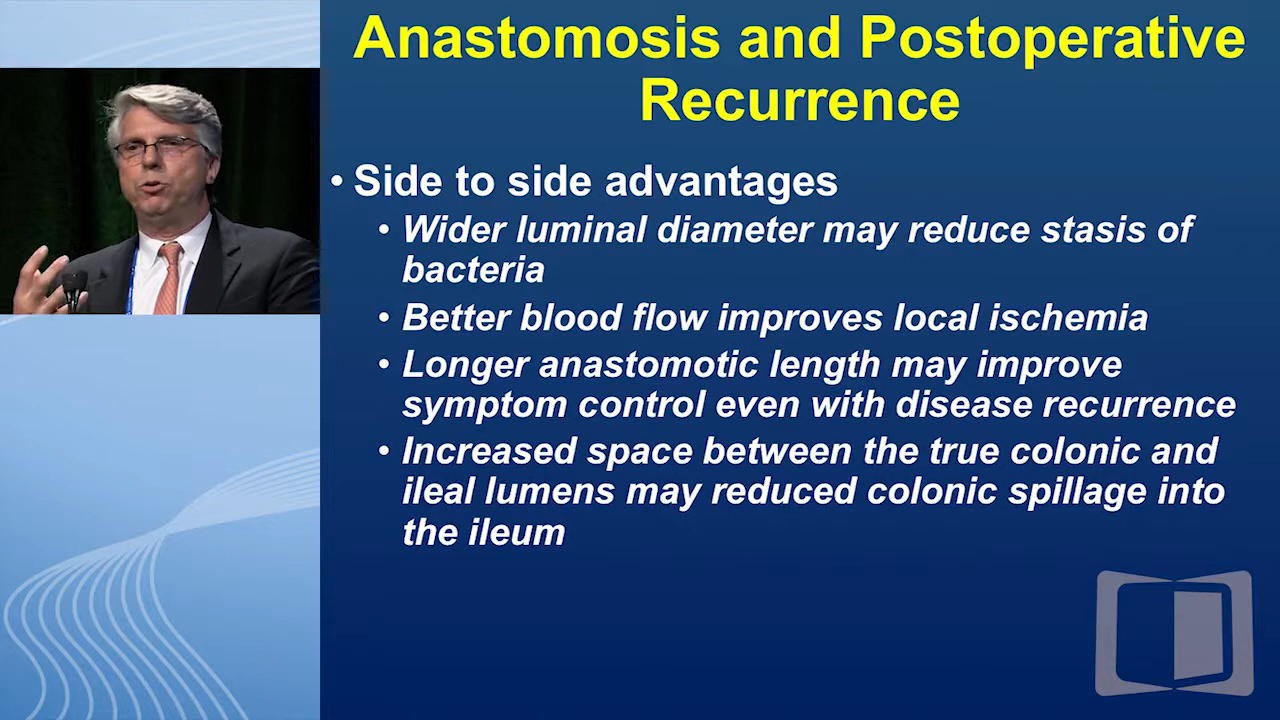 Anastomosis and Postoperative
Recurrence
• Side to side advantages
• Wider luminal diameter may reduce stasis of
bacteria
• Better blood flow improves local ischemia
• Longer anastomotic length may improve
symptom control even with disease recurrence
• Increased space between the true colonic and
ileal lumens may reduced colonic spillage into
the ileum